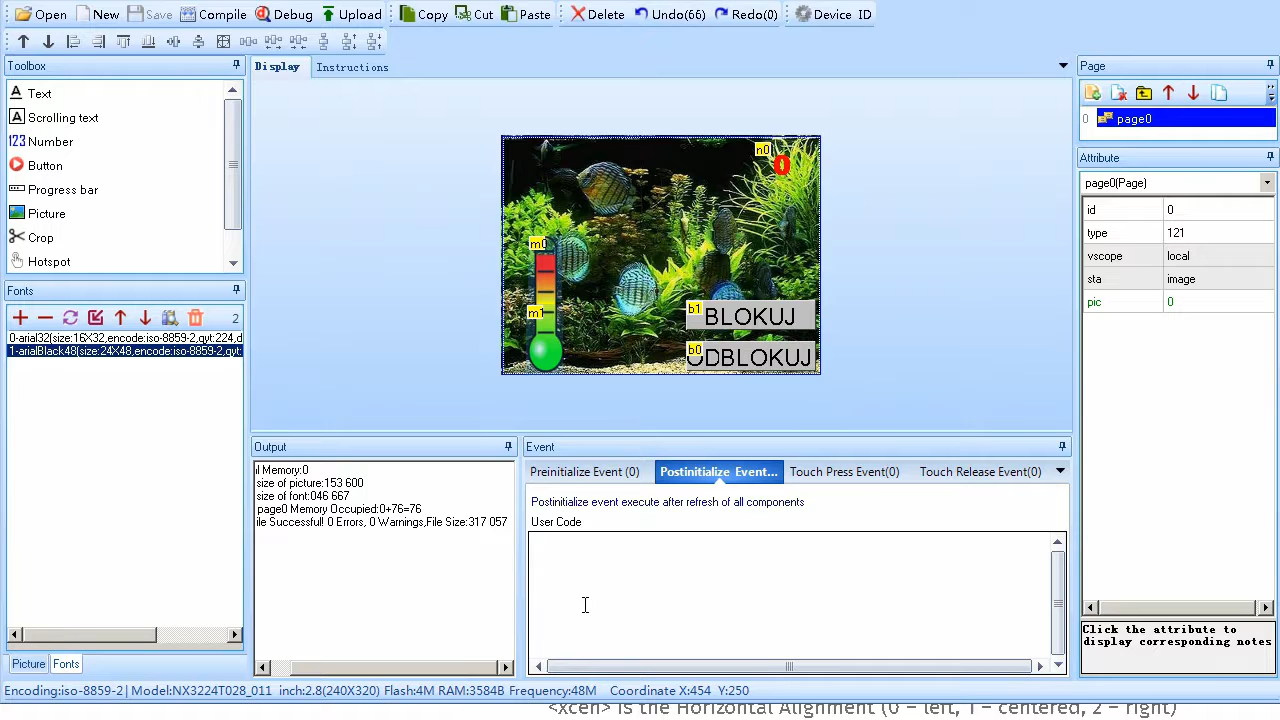 Open New Save Compile Debug Upload Copy Cut Paste Delete Undo(66) Redo(0) Device ID
Toolbox
Text
Scrolling text
123 Number
Button
Progress bar
Picture
Crop
Hotspot
Fonts
2
0-arial32(size:16X32,encode:iso-8859-2,qyt:224,d
1-arialBlack48(size:24X48,encode:iso-8859-2,qyt:
Picture Fonts
Display Instructions
n0
0
m0
m1
b1 BLOKUJ
b0 ODBLOKUJ
Output
l Memory:0
size of picture:153 600
size of font:046 667
page0 Memory Occupied:0+76=76
ile Successful! 0 Errors, 0 Warnings,File Size:317 057
Event
Preinitialize Event (0) Postinitialize Event... Touch Press Event(0) Touch Release Event(0)
Postinitialize event execute after refresh of all components
User Code
Page
0 page0
Attribute
page0(Page)
id 0
type 121
vscope local
sta image
pic 0
Click the attribute to
display corresponding notes
Encoding:iso-8859-2| Model:NX3224T028_011 inch:2.8(240X320) Flash:4M RAM:3584B Frequency:48M Coordinate X:454 Y:250
<xcen> is the Horizontal Alignment (0 – left, 1 – centered, 2 – right)